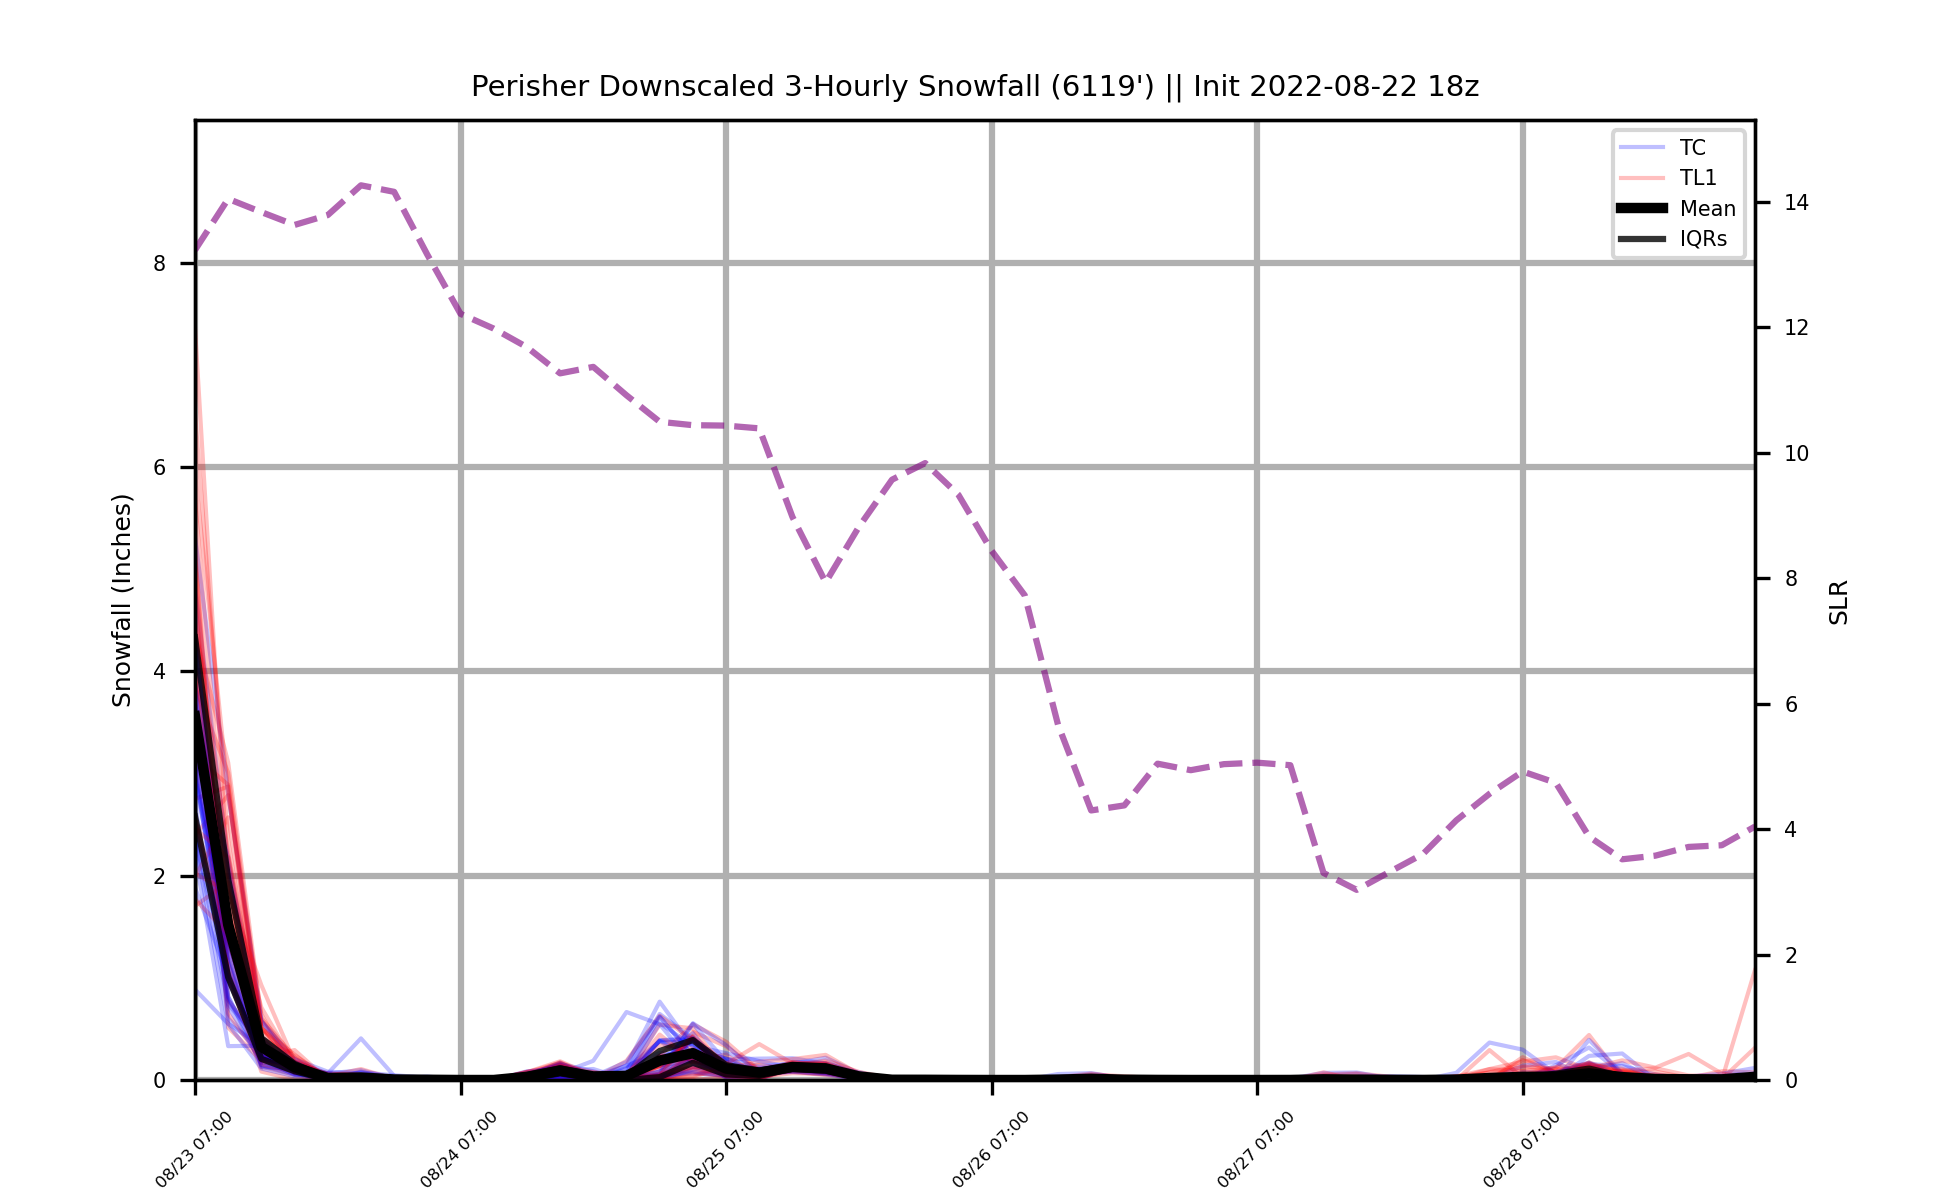 Perisher Downscaled 3-Hourly Snowfall (6119') || Init 2022-08-22 18z
TC
TL1
Mean
IQRs
Snowfall (Inches)
8
6
4
2
0
SLR
14
12
10
8
6
4
2
0
08/23 07:00
08/24 07:00
08/25 07:00
08/26 07:00
08/27 07:00
08/28 07:00